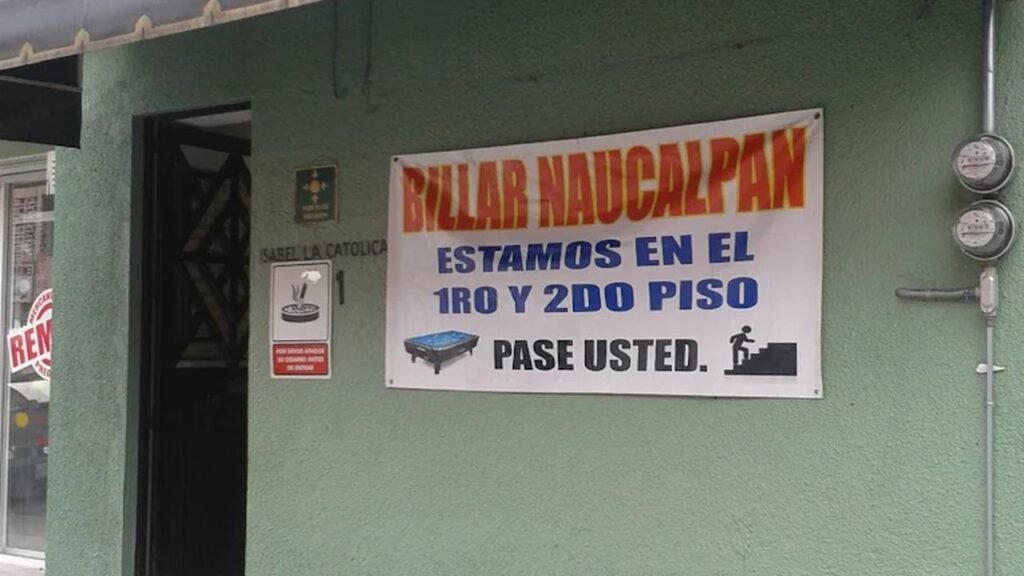 BILLAR NAUCALPAN
ESTAMOS EN EL
1RO Y 2DO PISO
PASE USTED.
ISABEL LA CATOLICA
1
POR FAVOR APAGUE
SU CIGARRO ANTES
DE ENTRAR
REM